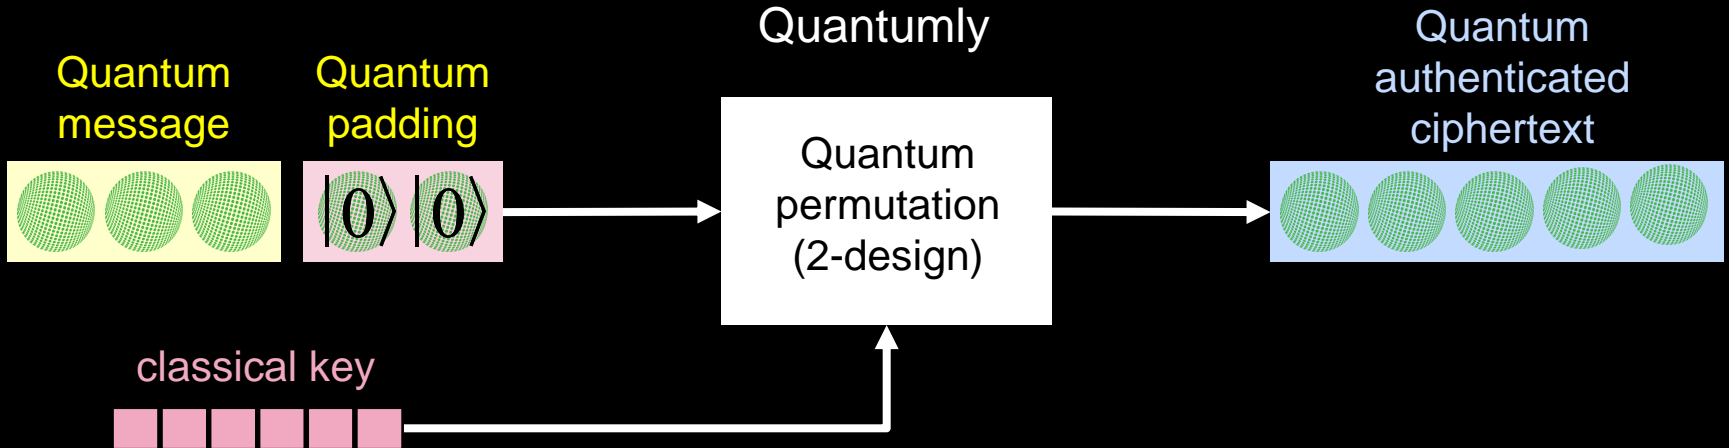 Quantumly
Quantum
message
Quantum
padding
|0⟩ |0⟩
Quantum
permutation
(2-design)
Quantum
authenticated
ciphertext
classical key